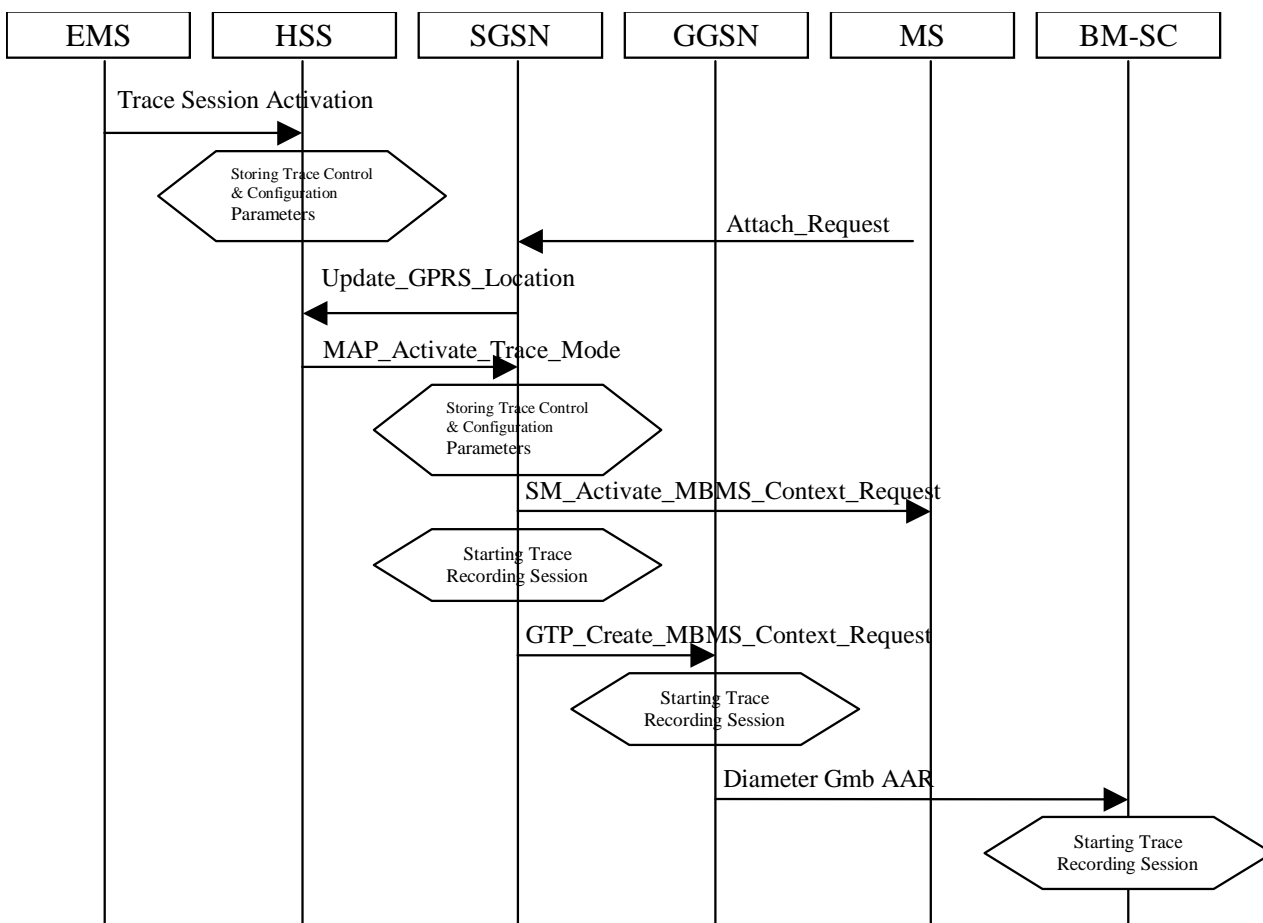 EMS HSS SGSN GGSN MS BM-SC
Trace Session Activation
Storing Trace Control
& Configuration
Parameters
Attach_Request
Update_GPRS_Location
MAP_Activate_Trace_Mode
Storing Trace Control
& Configuration
Parameters
SM_Activate_MBMS_Context_Request
Starting Trace
Recording Session
GTP_Create_MBMS_Context_Request
Starting Trace
Recording Session
Diameter Gmb AAR
Starting Trace
Recording Session